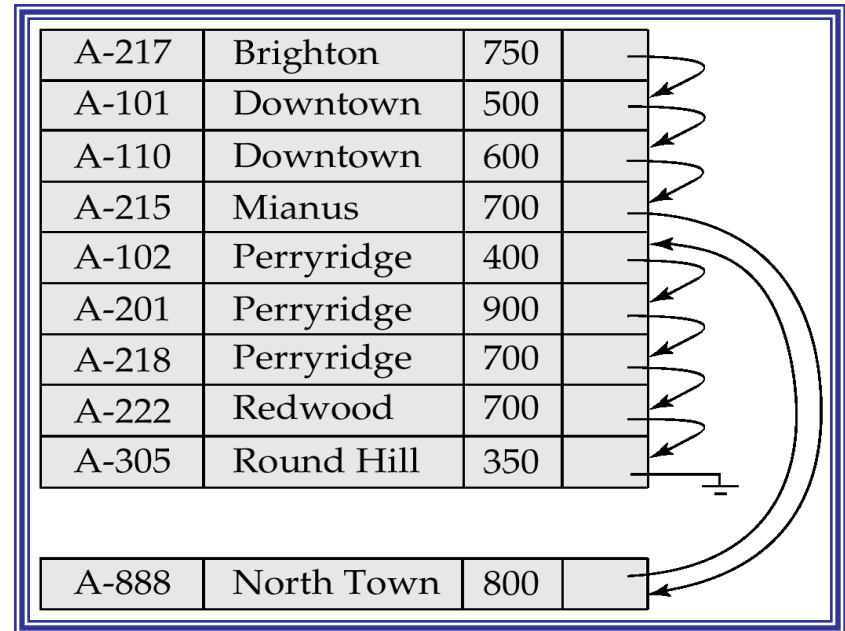 A-217 Brighton 750
A-101 Downtown 500
A-110 Downtown 600
A-215 Mianus 700
A-102 Perryridge 400
A-201 Perryridge 900
A-218 Perryridge 700
A-222 Redwood 700
A-305 Round Hill 350
A-888 North Town 800